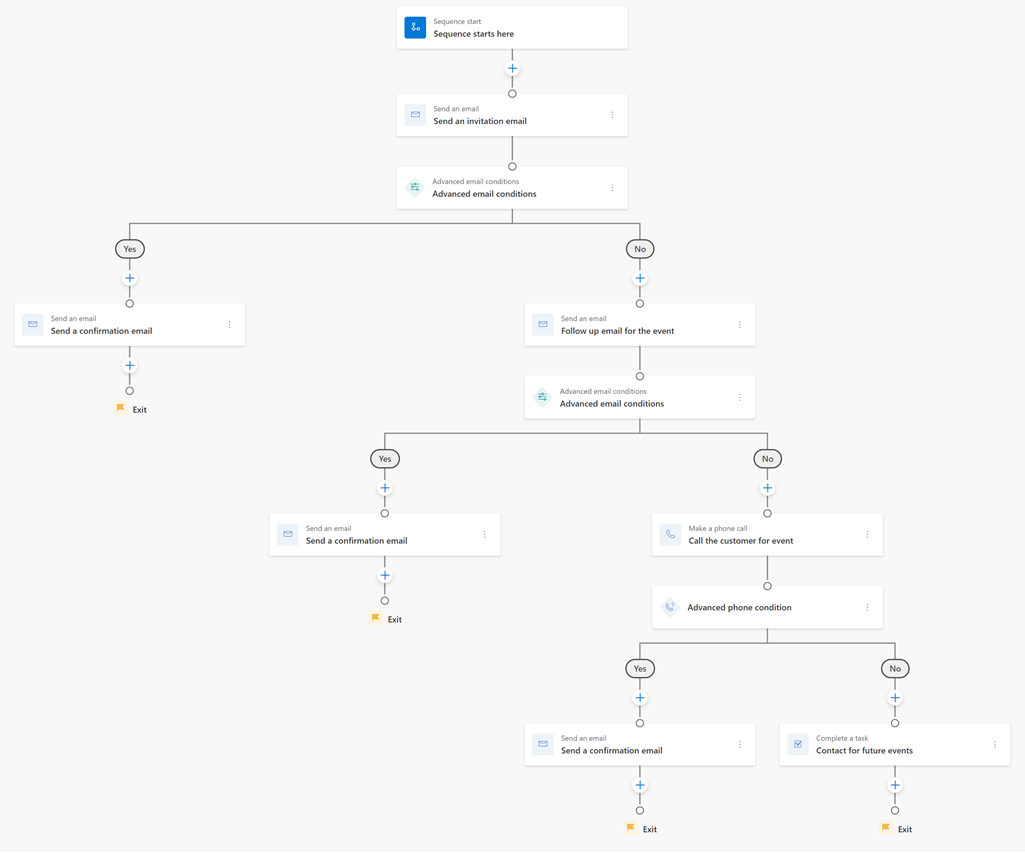 Sequence start
Sequence starts here
Send an email
Send an invitation email
Advanced email conditions
Advanced email conditions
Yes
No
Send an email
Send a confirmation email
Send an email
Follow up email for the event
Exit
Advanced email conditions
Advanced email conditions
Yes
No
Send an email
Send a confirmation email
Make a phone call
Call the customer for event
Exit
Advanced phone condition
Yes
No
Send an email
Send a confirmation email
Complete a task
Contact for future events
Exit
Exit